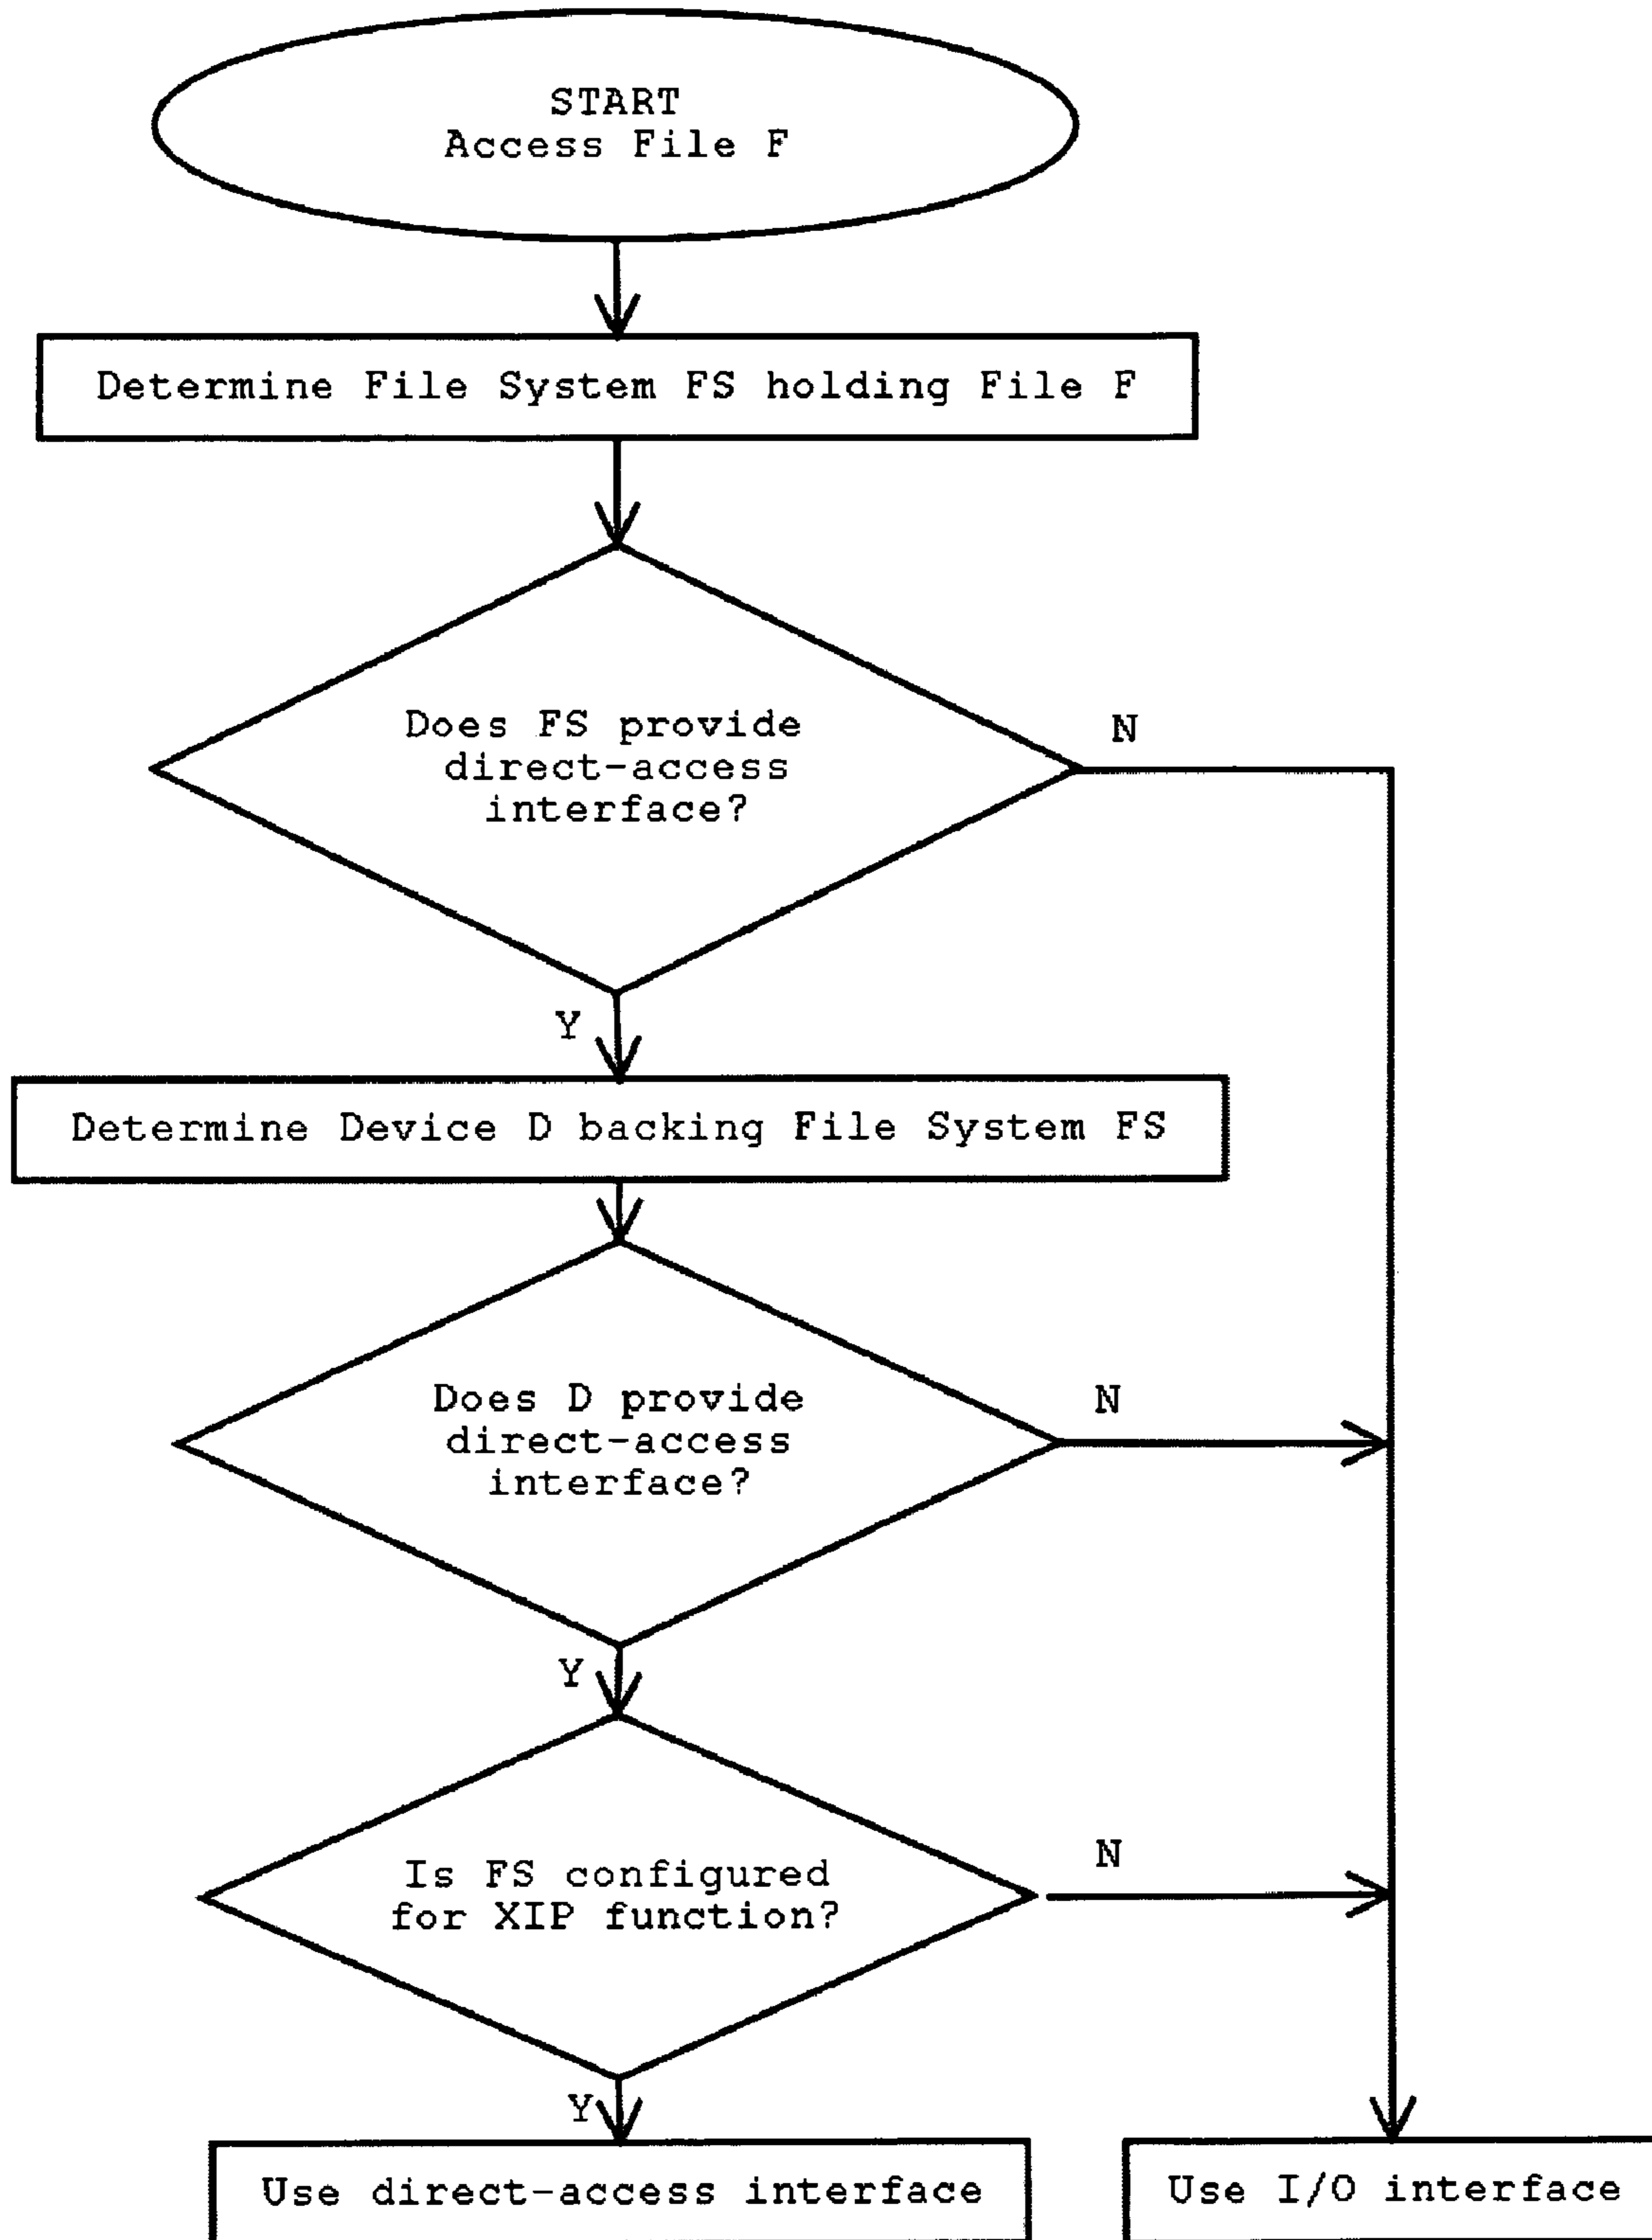 START
Access File F
Determine File System FS holding File F
Does FS provide
direct-access
interface?
N
Y
Determine Device D backing File System FS
Does D provide
direct-access
interface?
N
Y
Is FS configured
for XIP function?
N
Y
Use direct-access interface
Use I/O interface